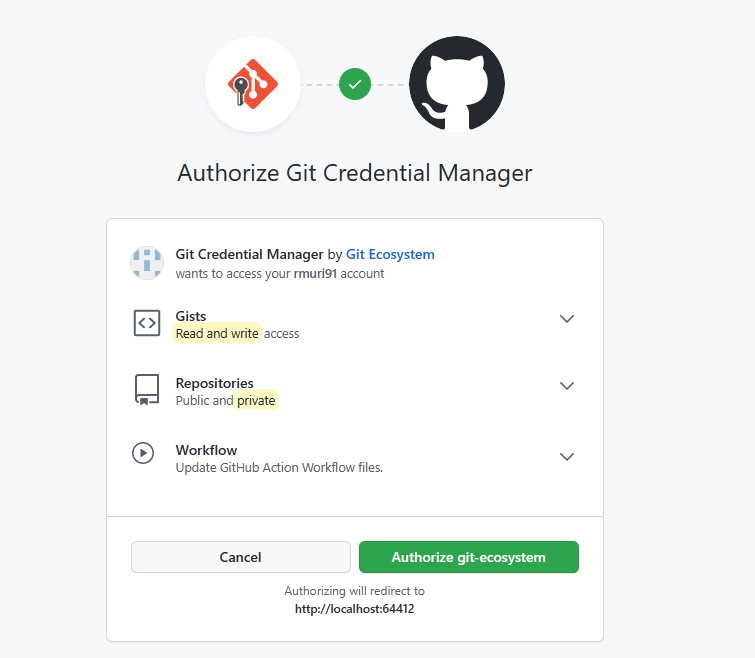 Authorize Git Credential Manager
Git Credential Manager by Git Ecosystem
wants to access your rmuri91 account
Gists
Read and write access
Repositories
Public and private
Workflow
Update GitHub Action Workflow files.
Cancel
Authorize git-ecosystem
Authorizing will redirect to
http://localhost:64412